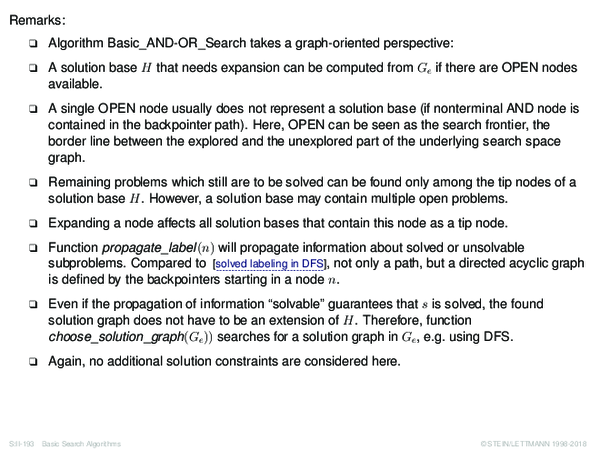 Remarks:
❑ Algorithm Basic_AND-OR_Search takes a graph-oriented perspective:
❑ A solution base H that needs expansion can be computed from Gₑ if there are OPEN nodes
available.
❑ A single OPEN node usually does not represent a solution base (if nonterminal AND node is
contained in the backpointer path). Here, OPEN can be seen as the search frontier, the
border line between the explored and the unexplored part of the underlying search space
graph.
❑ Remaining problems which still are to be solved can be found only among the tip nodes of a
solution base H. However, a solution base may contain multiple open problems.
❑ Expanding a node affects all solution bases that contain this node as a tip node.
❑ Function propagate_label(n) will propagate information about solved or unsolvable
subproblems. Compared to [solved labeling in DFS], not only a path, but a directed acyclic graph
is defined by the backpointers starting in a node n.
❑ Even if the propagation of information “solvable” guarantees that s is solved, the found
solution graph does not have to be an extension of H. Therefore, function
choose_solution_graph(Gₑ)) searches for a solution graph in Gₑ, e.g. using DFS.
❑ Again, no additional solution constraints are considered here.
S:II-193 Basic Search Algorithms ©STEIN/LETTMANN 1998-2018